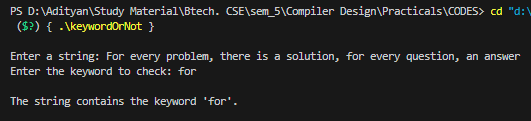 PS D:\Adityan\Study Material\Btech. CSE\sem_5\Compiler Design\Practicals\CODES> cd "d:\
($?) { .\keywordOrNot }
Enter a string: For every problem, there is a solution, for every question, an answer
Enter the keyword to check: for
The string contains the keyword 'for'.